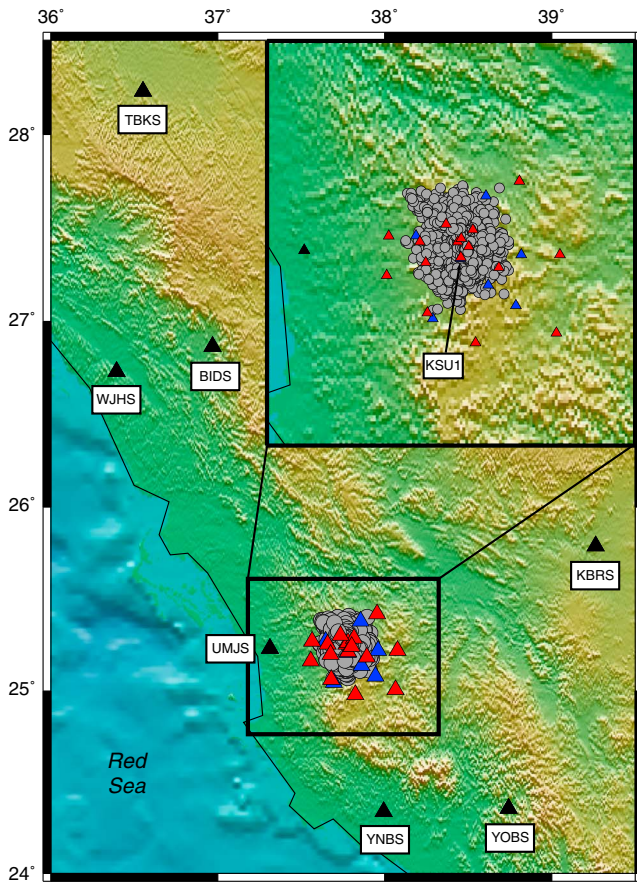 36˚ 37˚ 38˚ 39˚
28˚
27˚
26˚
25˚
24˚
TBKS
BIDS
WJHS
KSU1
KBRS
UMJS
Red
Sea
YNBS
YOBS